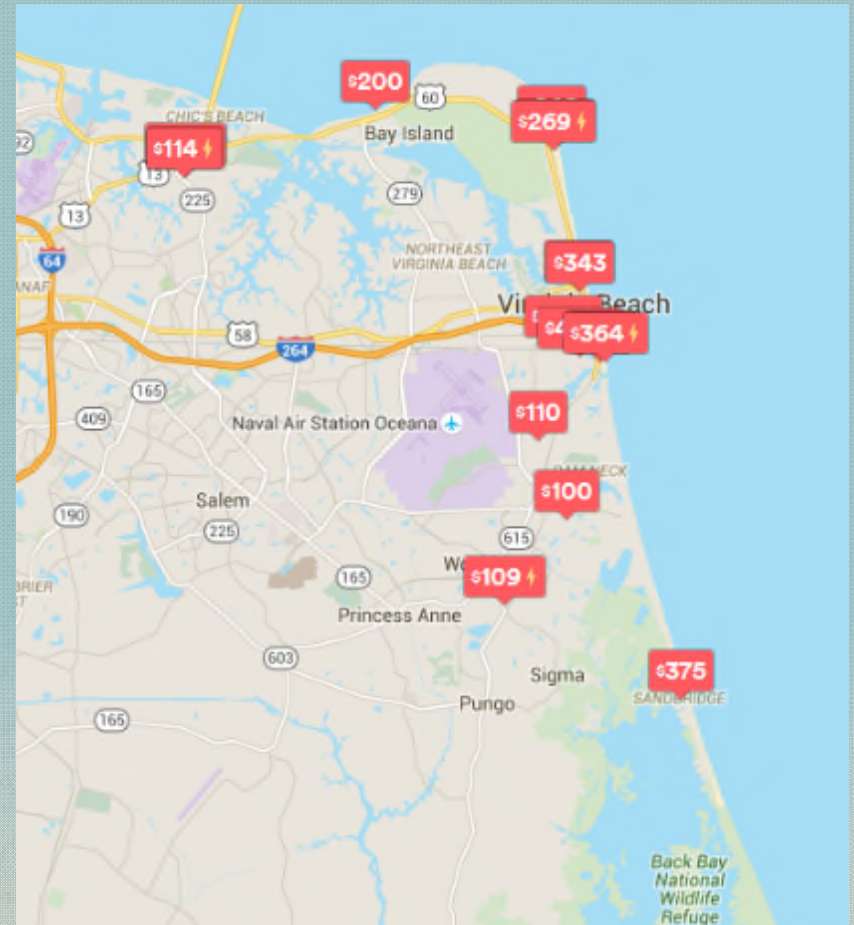 $200
60
CHIC'S BEACH
$269
Bay Island
$114
13
225
279
13
NORTHEAST
VIRGINIA BEACH
64
$343
Beach
58
$364
264
165
$110
409
Naval Air Station Oceana
$100
Salem
190
225
615
$109
165
Princess Anne
603
Sigma
$375
SANDBRIDGE
Pungo
165
Back Bay
National
Wildlife
Refuge